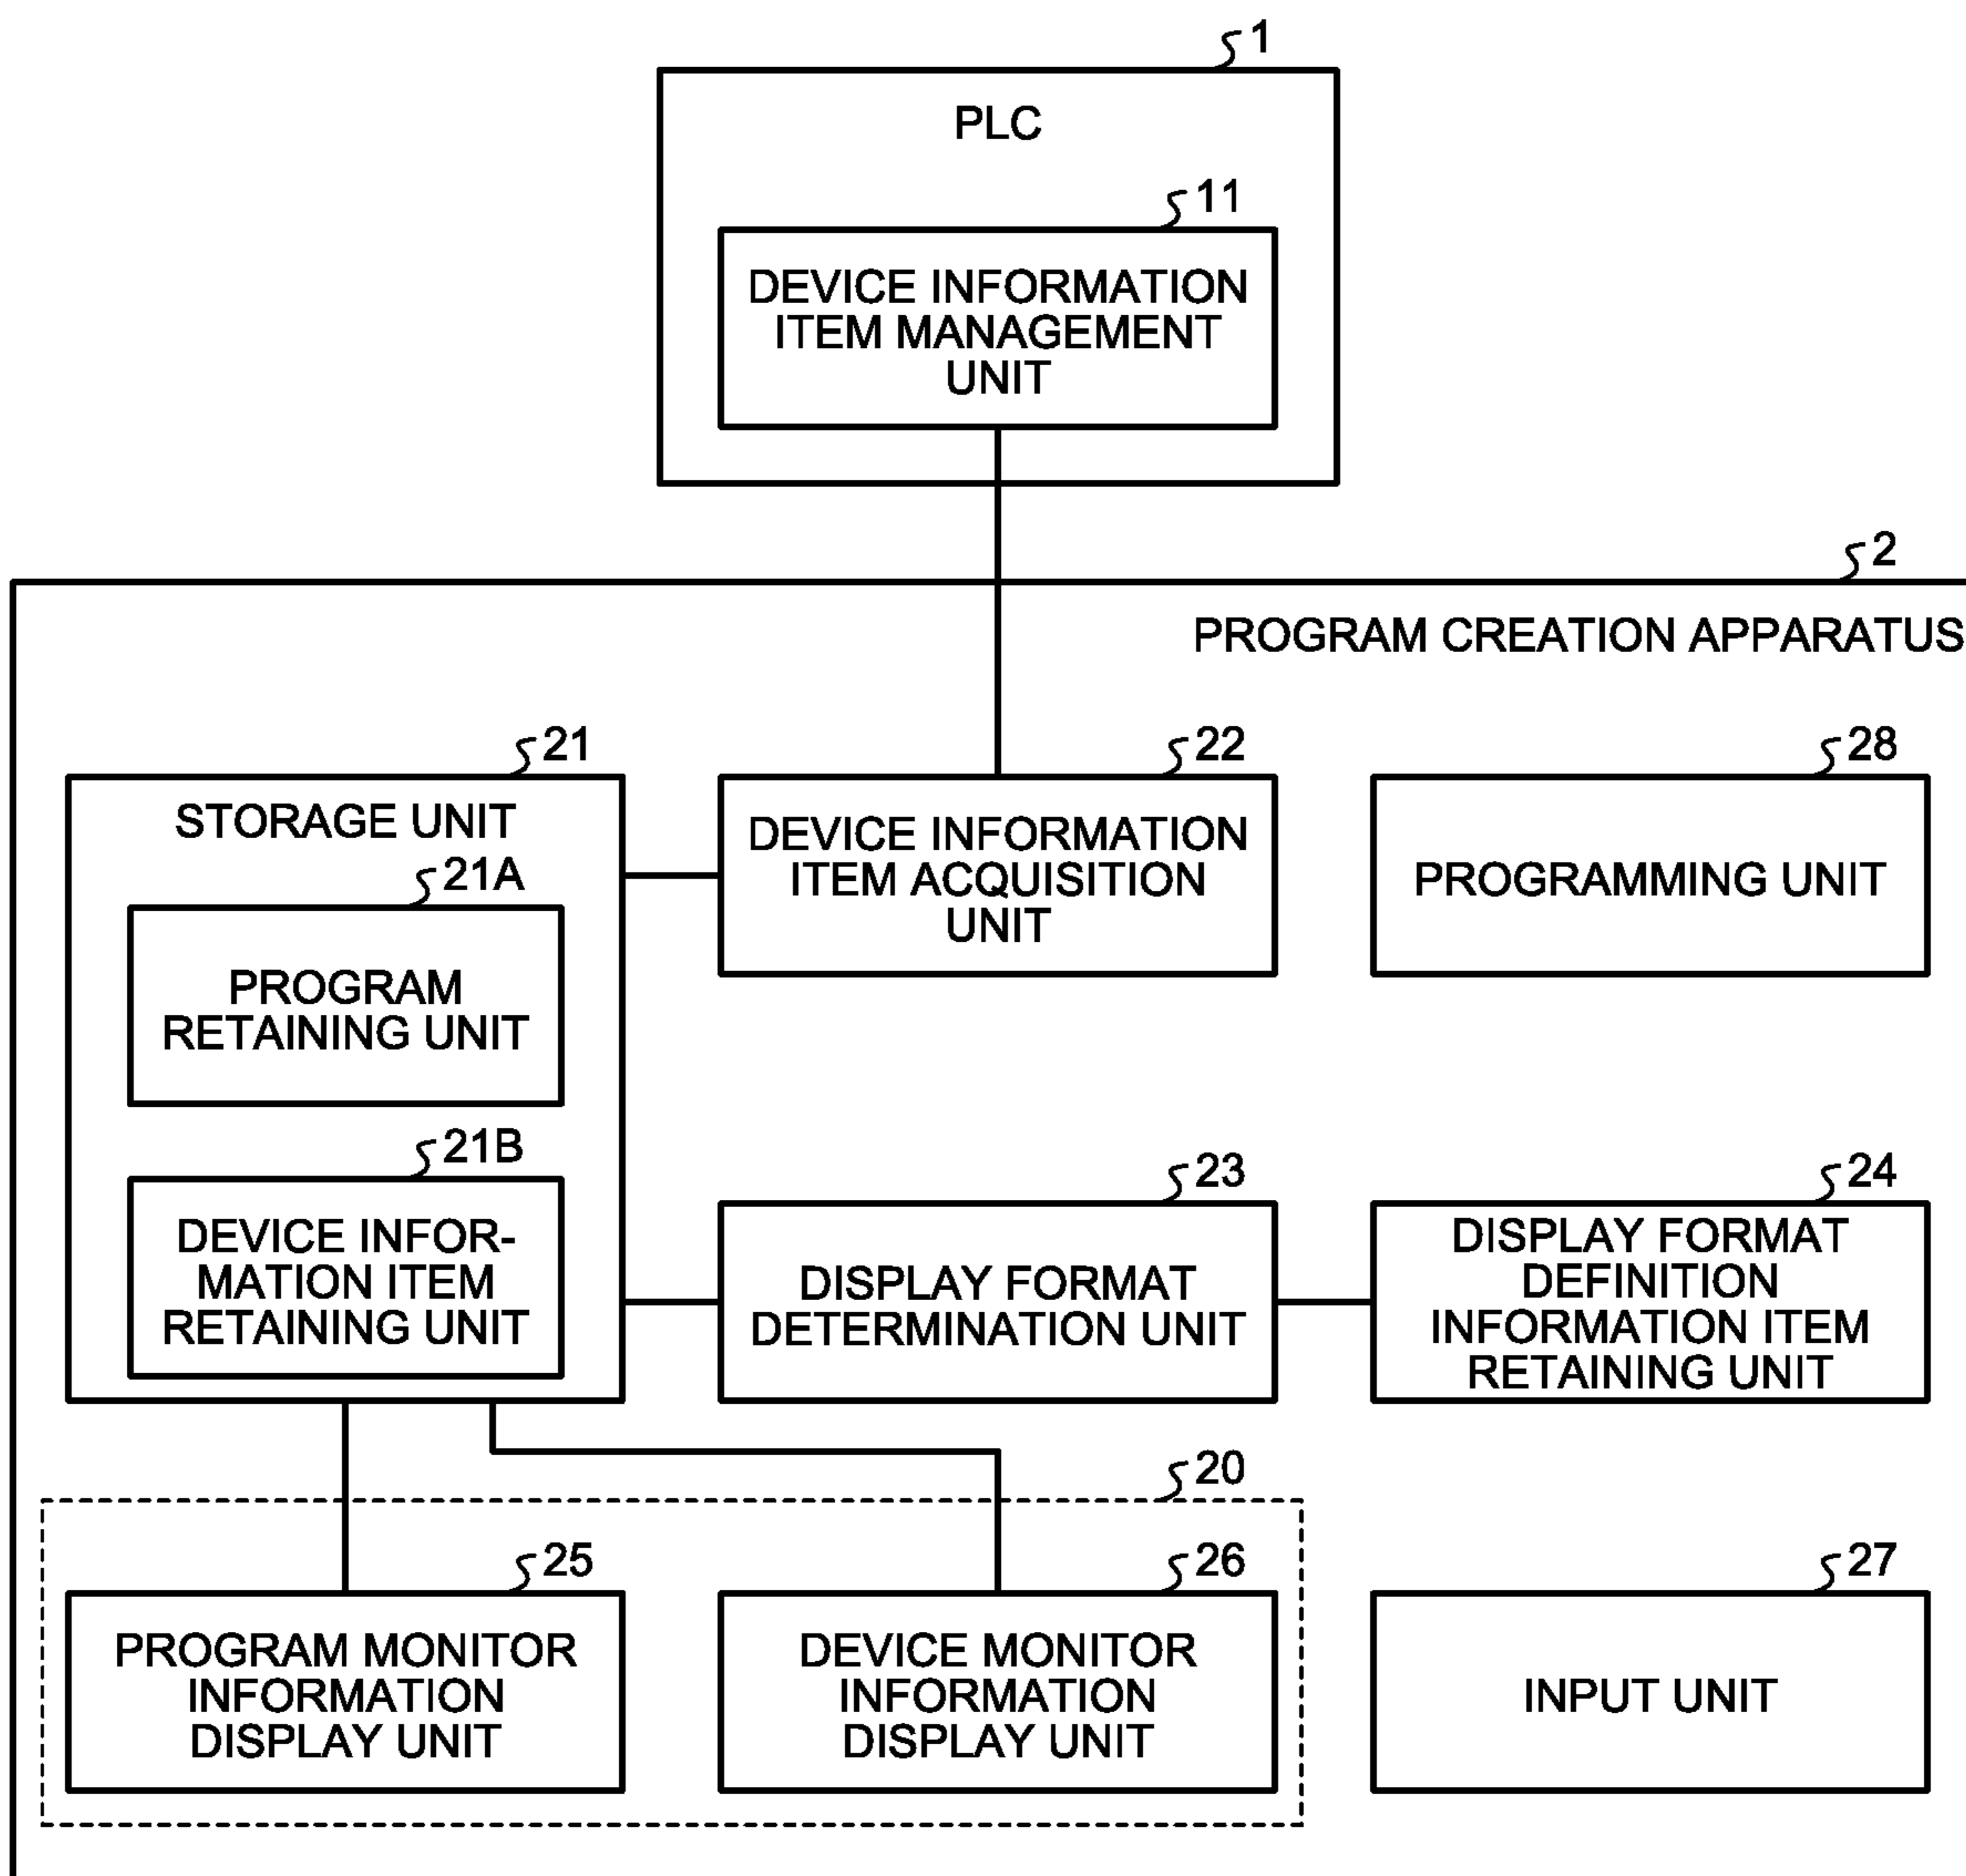 1
PLC
11
DEVICE INFORMATION
ITEM MANAGEMENT
UNIT
2
PROGRAM CREATION APPARATUS
21
STORAGE UNIT
21A
PROGRAM
RETAINING UNIT
21B
DEVICE INFOR-
MATION ITEM
RETAINING UNIT
22
DEVICE INFORMATION
ITEM ACQUISITION
UNIT
28
PROGRAMMING UNIT
23
DISPLAY FORMAT
DETERMINATION UNIT
24
DISPLAY FORMAT
DEFINITION
INFORMATION ITEM
RETAINING UNIT
20
25
PROGRAM MONITOR
INFORMATION
DISPLAY UNIT
26
DEVICE MONITOR
INFORMATION
DISPLAY UNIT
27
INPUT UNIT